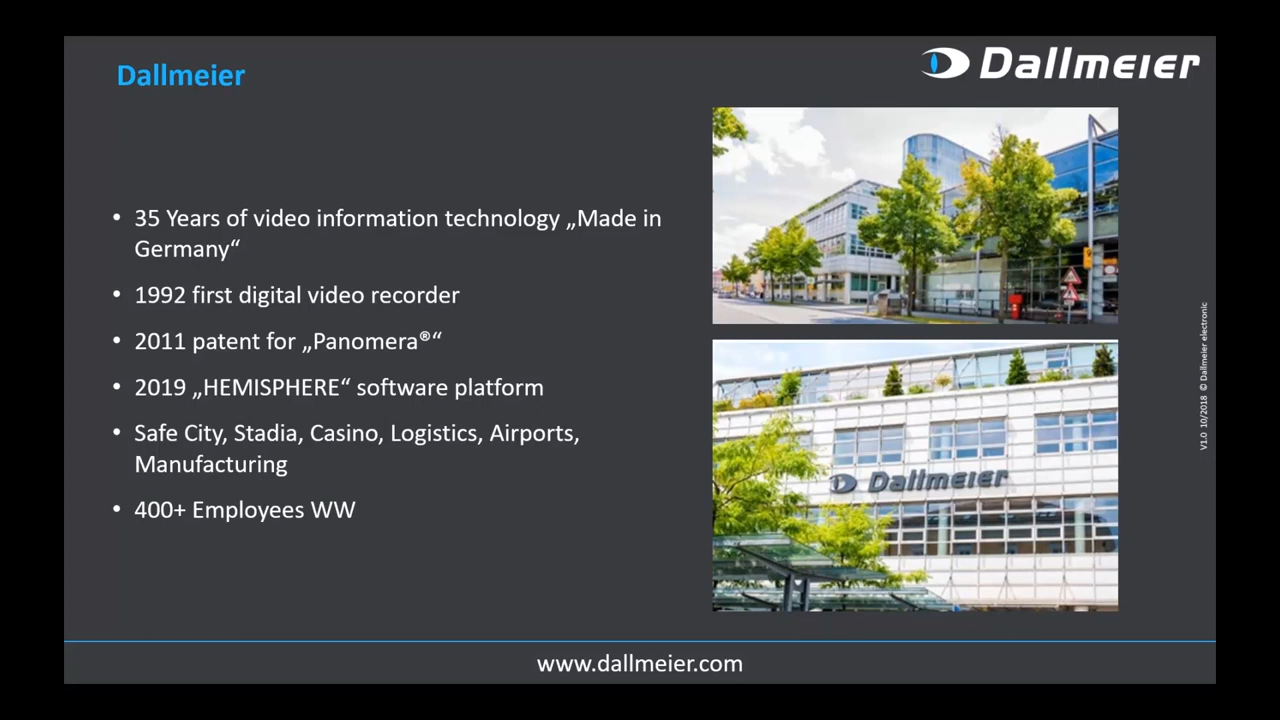 Dallmeier
Dallmeier
• 35 Years of video information technology „Made in
Germany“
• 1992 first digital video recorder
• 2011 patent for „Panomera®“
• 2019 „HEMISPHERE“ software platform
• Safe City, Stadia, Casino, Logistics, Airports,
Manufacturing
• 400+ Employees WW
Dallmeier
V1.0 10/2018 © Dallmeier electronic
www.dallmeier.com